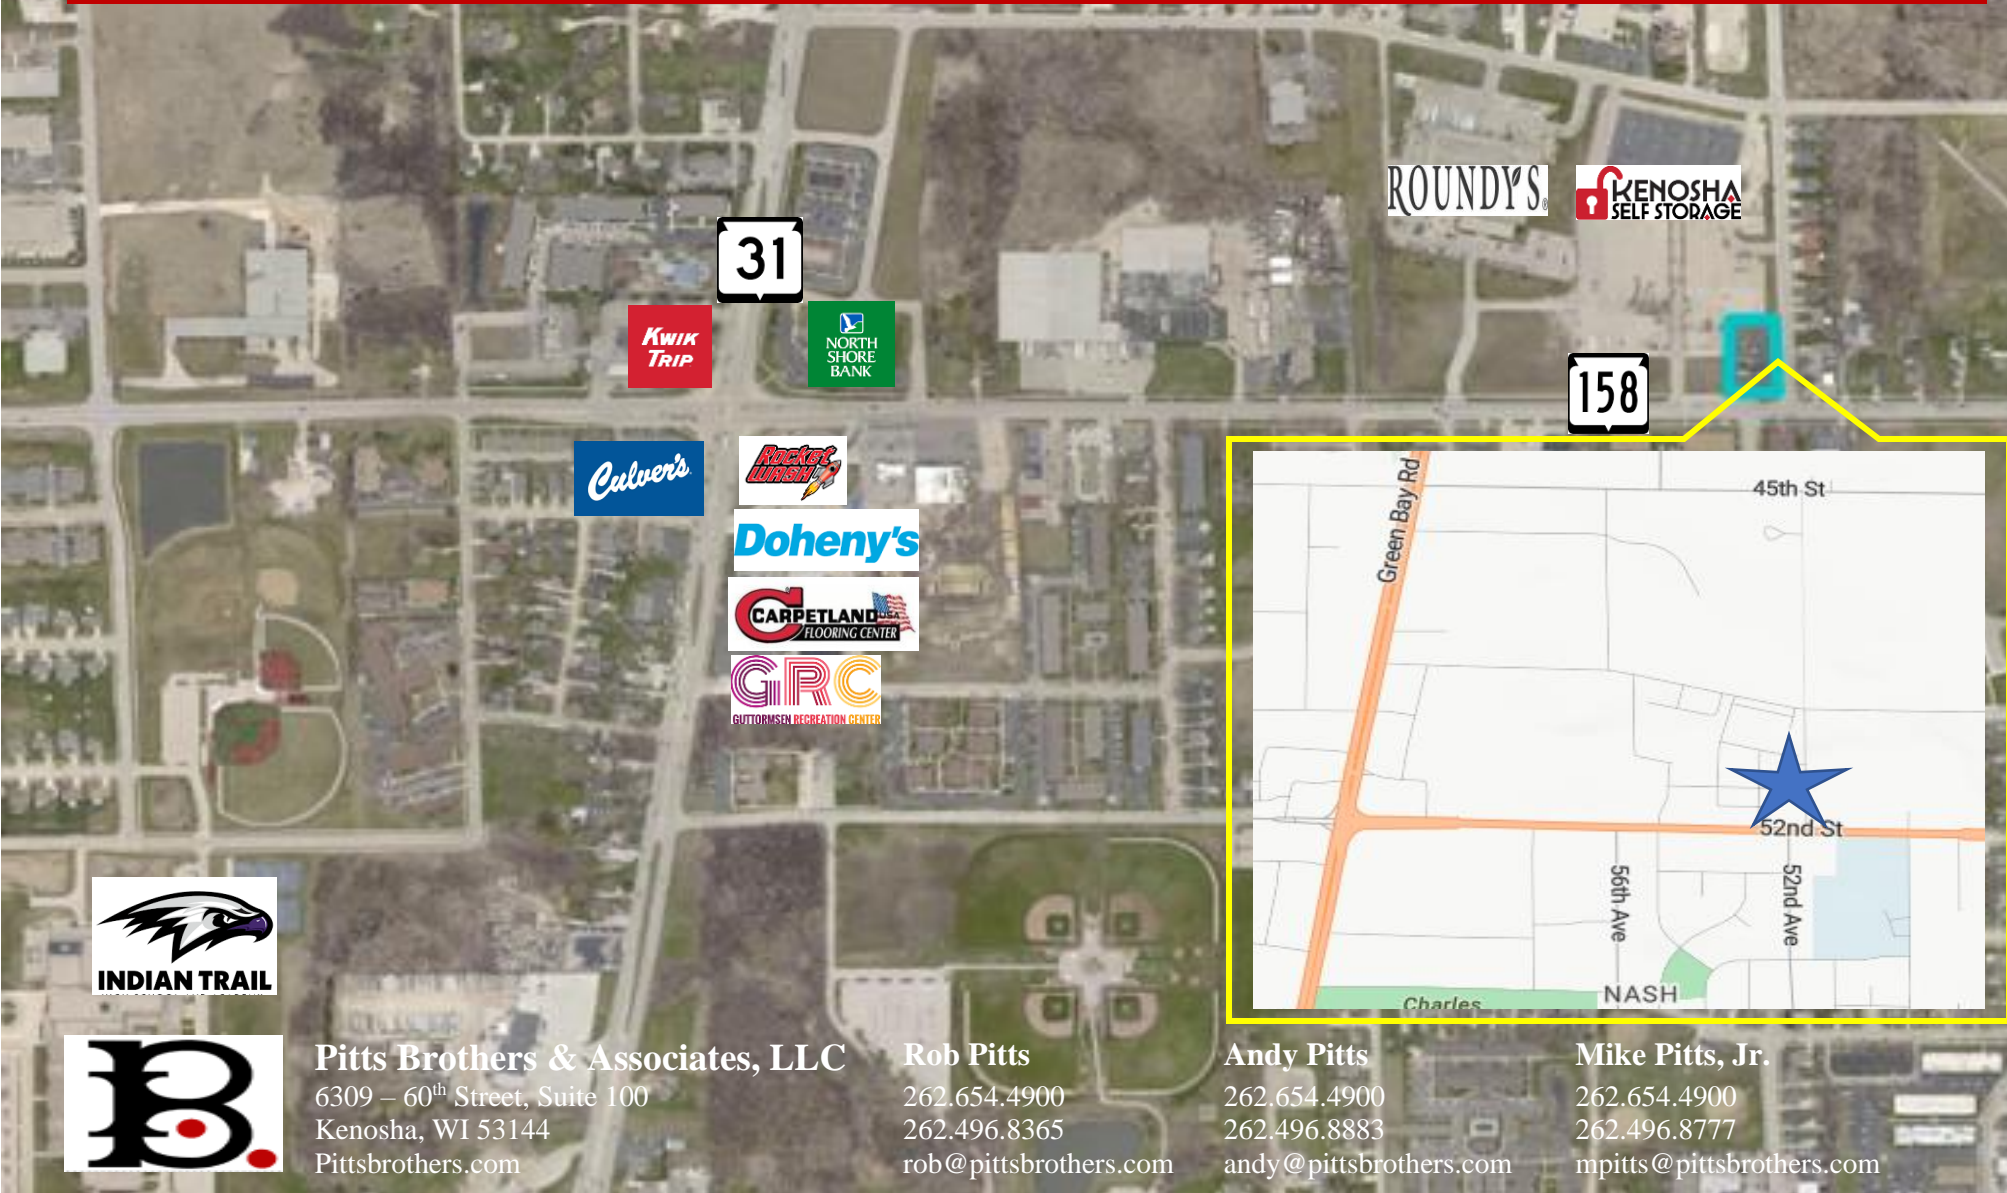 ROUNDY'S®
KENOSHA
SELF STORAGE
31
KWIK
TRIP
NORTH
SHORE
BANK
158
Culver's
Rocket
WASH
Doheny's
CARPETLAND USA
FLOORING CENTER
GRC
GUTTORMSEN RECREATION CENTER
INDIAN TRAIL
Green Bay Rd
45th St
52nd St
56th Ave
52nd Ave
NASH
Charles
Pitts Brothers & Associates, LLC
6309 – 60th Street, Suite 100
Kenosha, WI 53144
Pittsbrothers.com
Rob Pitts
262.654.4900
262.496.8365
rob@pittsbrothers.com
Andy Pitts
262.654.4900
262.496.8883
andy@pittsbrothers.com
Mike Pitts, Jr.
262.654.4900
262.496.8777
mpitts@pittsbrothers.com